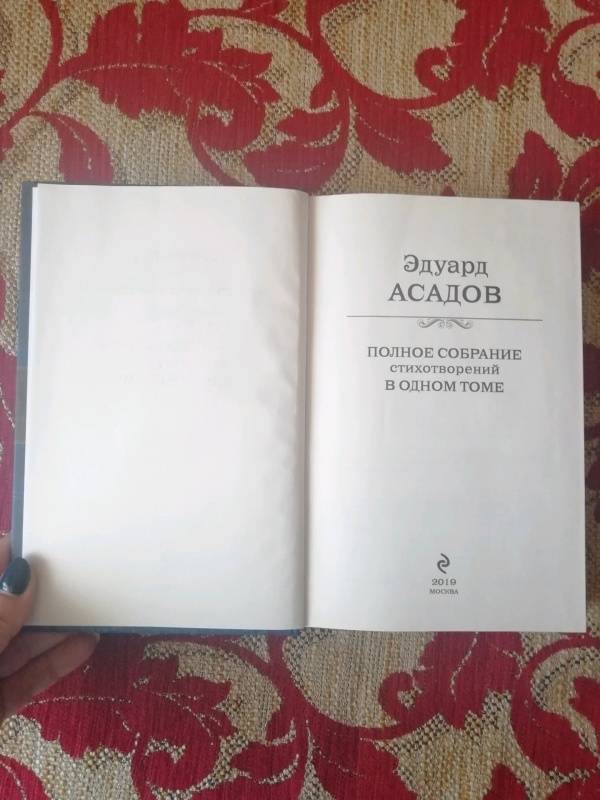 Эдуард
АСАДОВ
ПОЛНОЕ СОБРАНИЕ
стихотворений
В ОДНОМ ТОМЕ
2019
МОСКВА